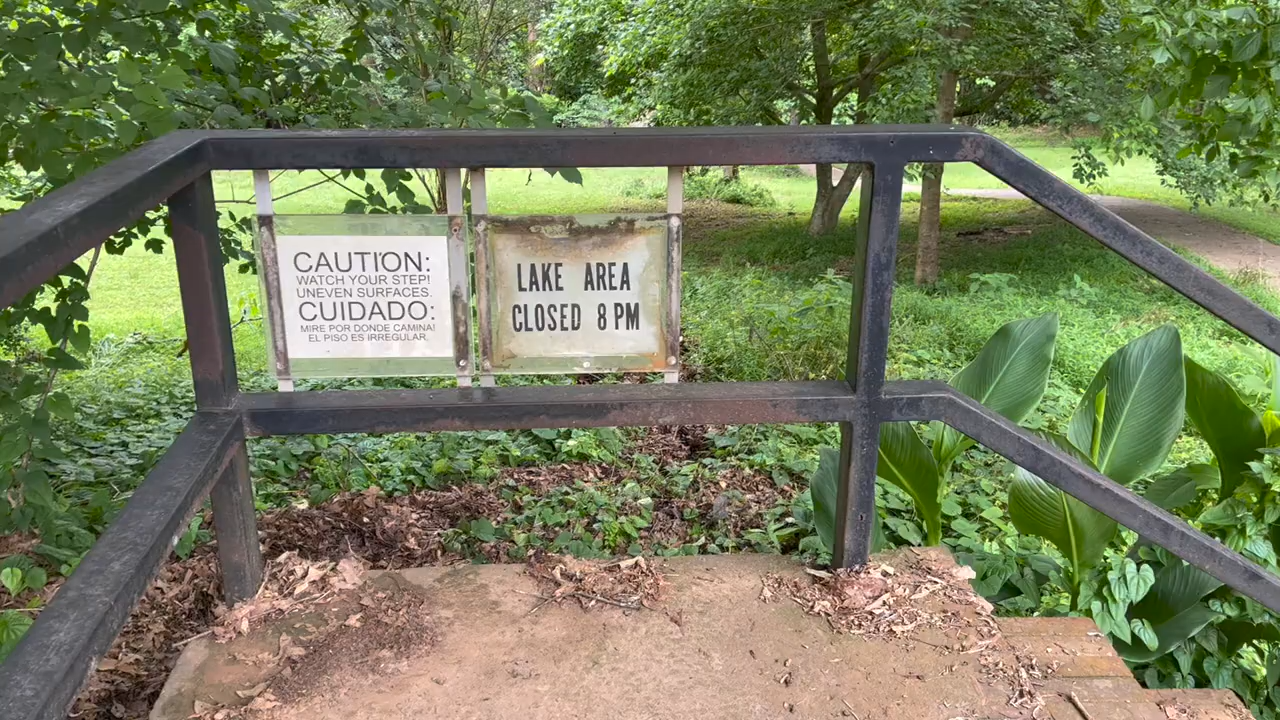 CAUTION:
WATCH YOUR STEP!
UNEVEN SURFACES.
CUIDADO:
MIRE POR DONDE CAMINA!
EL PISO ES IRREGULAR.
LAKE AREA
CLOSED 8 PM